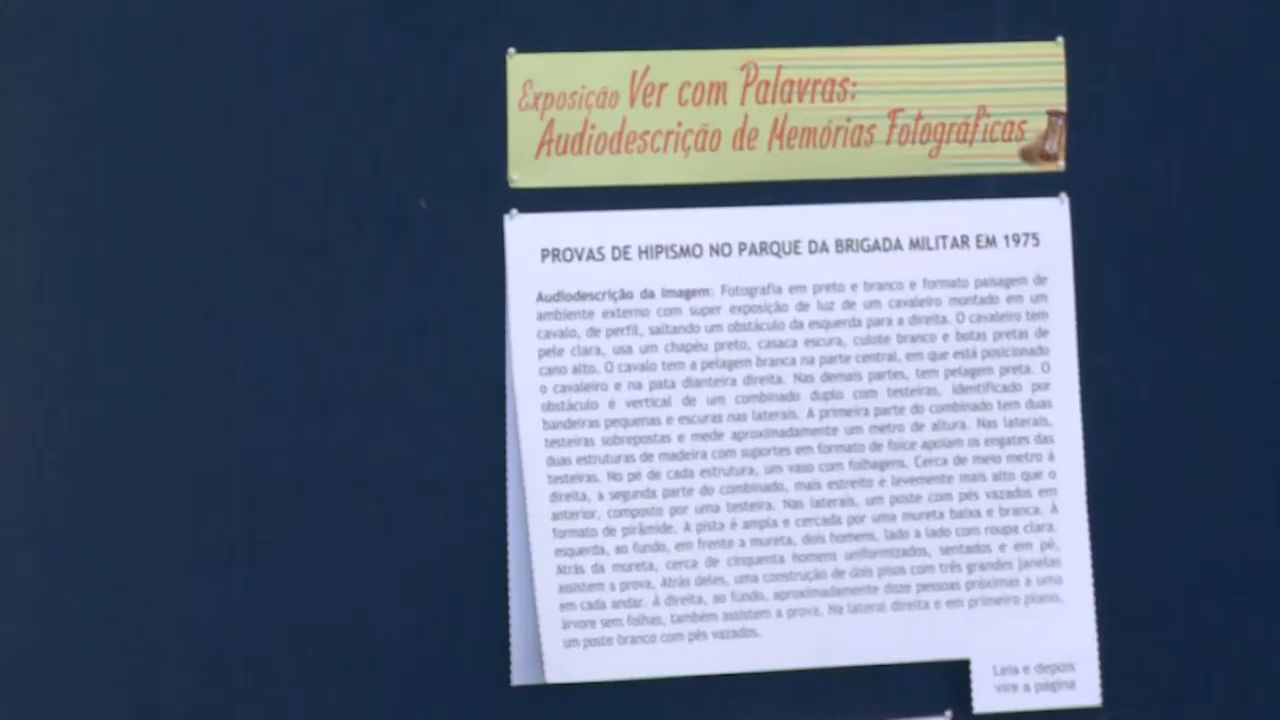 Exposição Ver com Palavras:
Audiodescrição de Memórias Fotográficas
PROVAS DE HIPISMO NO PARQUE DA BRIGADA MILITAR EM 1975
Audiodescrição da imagem: Fotografia em preto e branco e formato paisagem de
ambiente externo com super exposição de luz de um cavaleiro montado em um
cavalo, de perfil, saltando um obstáculo da esquerda para a direita. O cavaleiro tem
pele clara, usa um chapéu preto, casaca escura, culote branco e botas pretas de
cano alto. O cavalo tem a pelagem branca na parte central, em que está posicionado
o cavaleiro e na pata dianteira direita. Nas demais partes, tem pelagem preta. O
obstáculo é vertical de um combinado duplo com testeiras, identificado por
bandeiras pequenas e escuras nas laterais. A primeira parte do combinado tem duas
testeiras sobrepostas e mede aproximadamente um metro de altura. Nas laterais,
duas estruturas de madeira com suportes em formato de foice apoiam os engates das
testeiras. No pé de cada estrutura, um vaso com folhagens. Cerca de meio metro à
direita, a segunda parte do combinado, mais estreito e levemente mais alto que o
anterior, composto por uma testeira. Nas laterais, um poste com pés vazados em
formato de pirâmide. A pista é ampla e cercada por uma mureta baixa e branca. À
esquerda, ao fundo, em frente a mureta, dois homens, lado a lado com roupa clara.
Atrás da mureta, cerca de cinquenta homens uniformizados, sentados e em pé,
assistem a prova. Atrás deles, uma construção de dois pisos com três grandes janelas
em cada andar. À direita, ao fundo, aproximadamente doze pessoas próximas a uma
árvore sem folhas, também assistem a prova. Na lateral direita e em primeiro plano,
um poste branco com pés vazados.
Leia e depois
vire a página